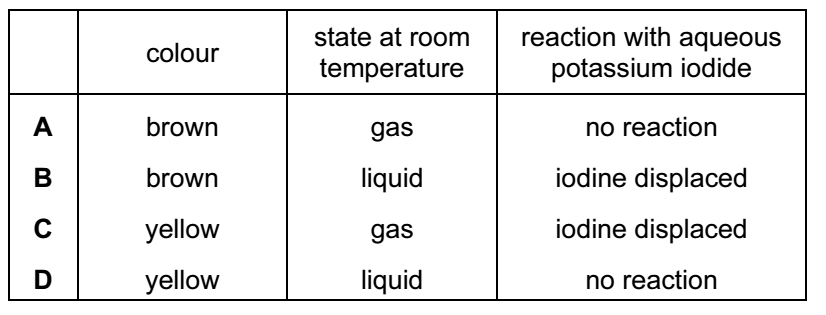 colour state at room temperature reaction with aqueous potassium iodide
A brown gas no reaction
B brown liquid iodine displaced
C yellow gas iodine displaced
D yellow liquid no reaction